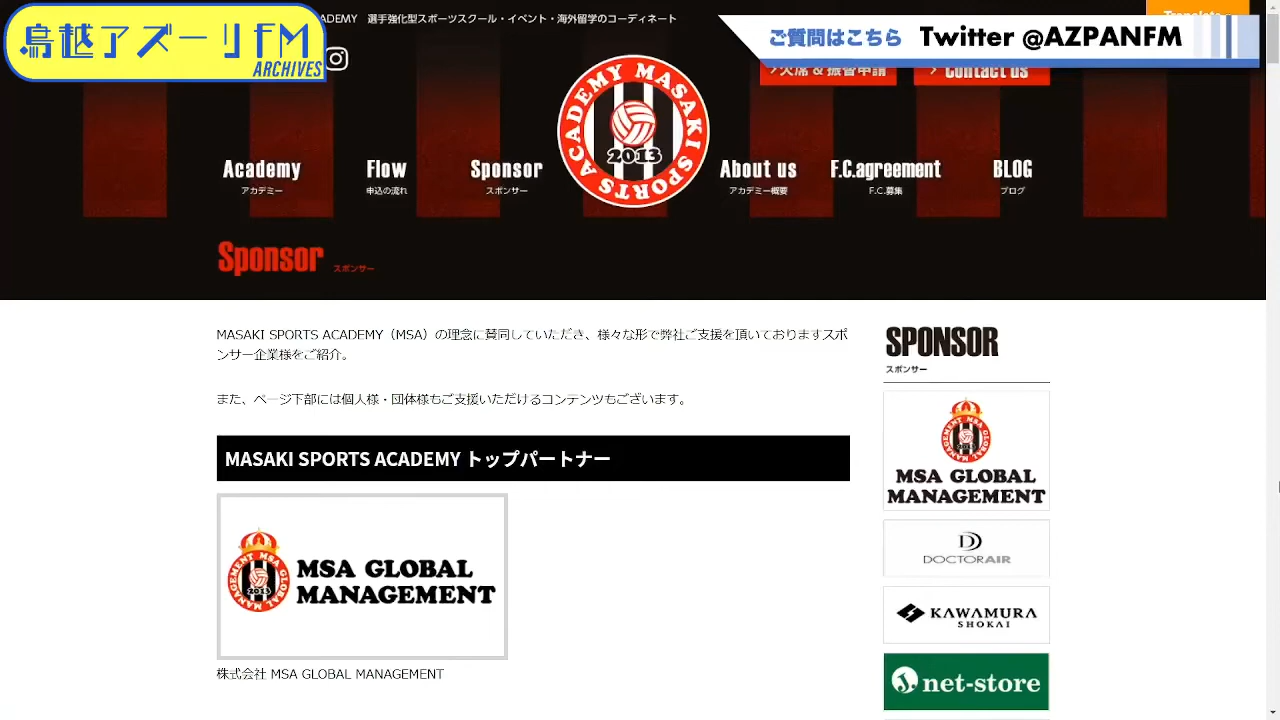 鳥越アズーリFM
ARCHIVES
ACADEMY 選手強化型スポーツスクール・イベント・海外留学のコーディネート
ご質問はこちら Twitter @AZPANFM
Translate
欠席 & 振替申請
Contact us
ACADEMY MASAKI SPORTS
2013
Academy
アカデミー
Flow
申込の流れ
Sponsor
スポンサー
About us
アカデミー概要
F.C.agreement
F.C.募集
BLOG
ブログ
Sponsor スポンサー
MASAKI SPORTS ACADEMY（MSA）の理念に賛同していただき、様々な形で弊社ご支援を頂いておりますスポ
ンサー企業様をご紹介。
また、ページ下部には個人様・団体様もご支援いただけるコンテンツもございます。
MASAKI SPORTS ACADEMY トップパートナー
MSA GLOBAL
MANAGEMENT
2013
株式会社 MSA GLOBAL MANAGEMENT
SPONSOR
スポンサー
MSA GLOBAL
MANAGEMENT
DOCTORAIR
KAWAMURA
SHOKAI
net-store